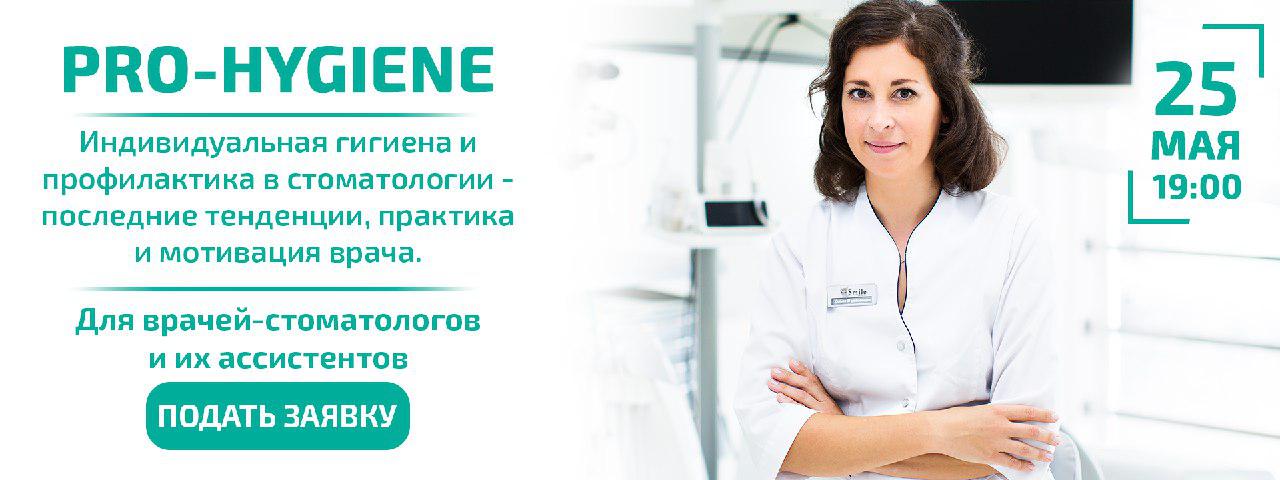 PRO-HYGIENE
Индивидуальная гигиена и
профилактика в стоматологии -
последние тенденции, практика
и мотивация врача.
Для врачей-стоматологов
и их ассистентов
ПОДАТЬ ЗАЯВКУ
25
МАЯ
19:00
Smile